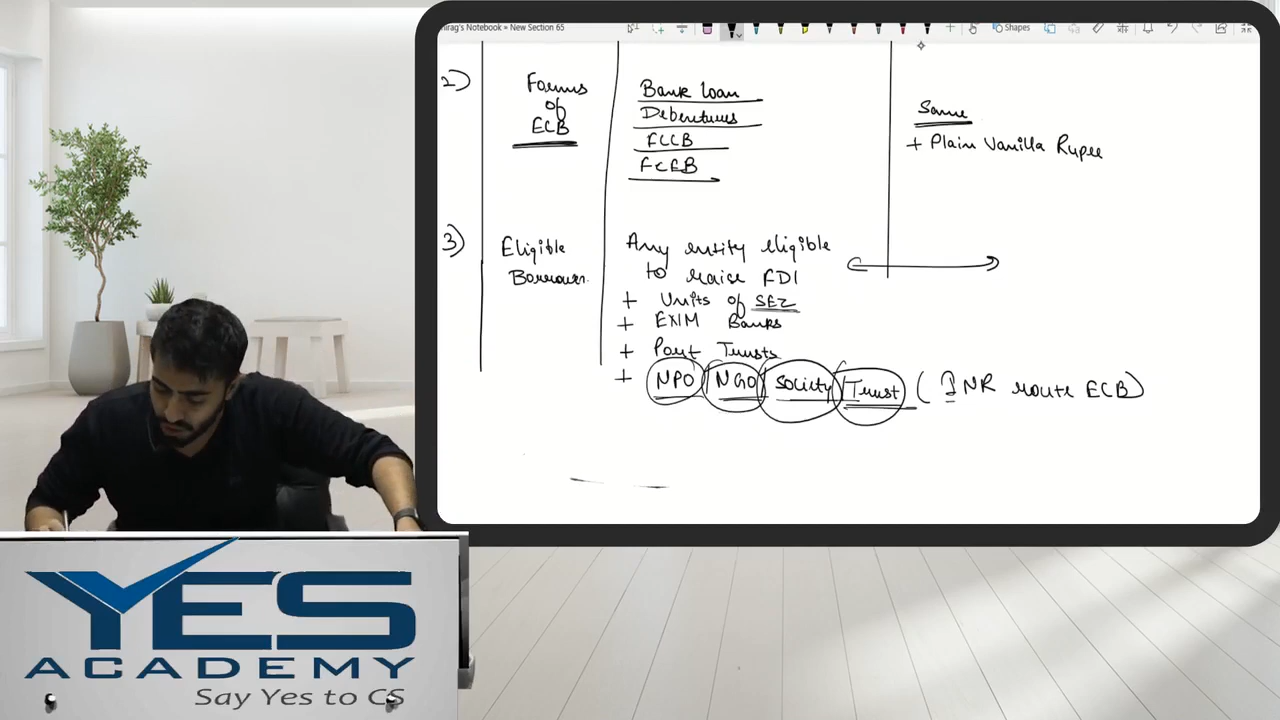 irag's Notebook » New Section 65
Shapes
2)
Forms
of
ECB
Bank loan
Debentures
FCCB
FCEB
Same
+ Plain Vanilla Rupee
3)
Eligible
Borrower.
Any entity eligible
to raise FDI
+ Units of SEZ
+ EXIM Banks
+ Port Trusts
+ NPO NGO Society Trust ( INR route ECB)
YES
ACADEMY
Say Yes to CS